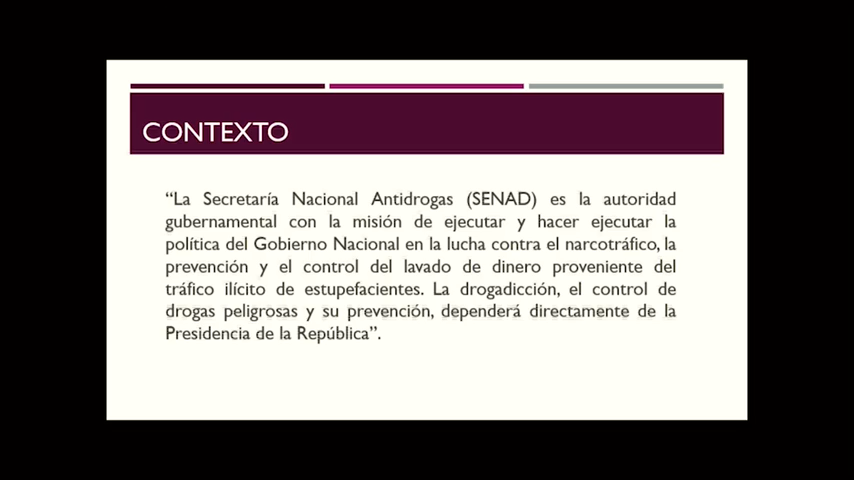 CONTEXTO
“La Secretaría Nacional Antidrogas (SENAD) es la autoridad
gubernamental con la misión de ejecutar y hacer ejecutar la
política del Gobierno Nacional en la lucha contra el narcotráfico, la
prevención y el control del lavado de dinero proveniente del
tráfico ilícito de estupefacientes. La drogadicción, el control de
drogas peligrosas y su prevención, dependerá directamente de la
Presidencia de la República”.